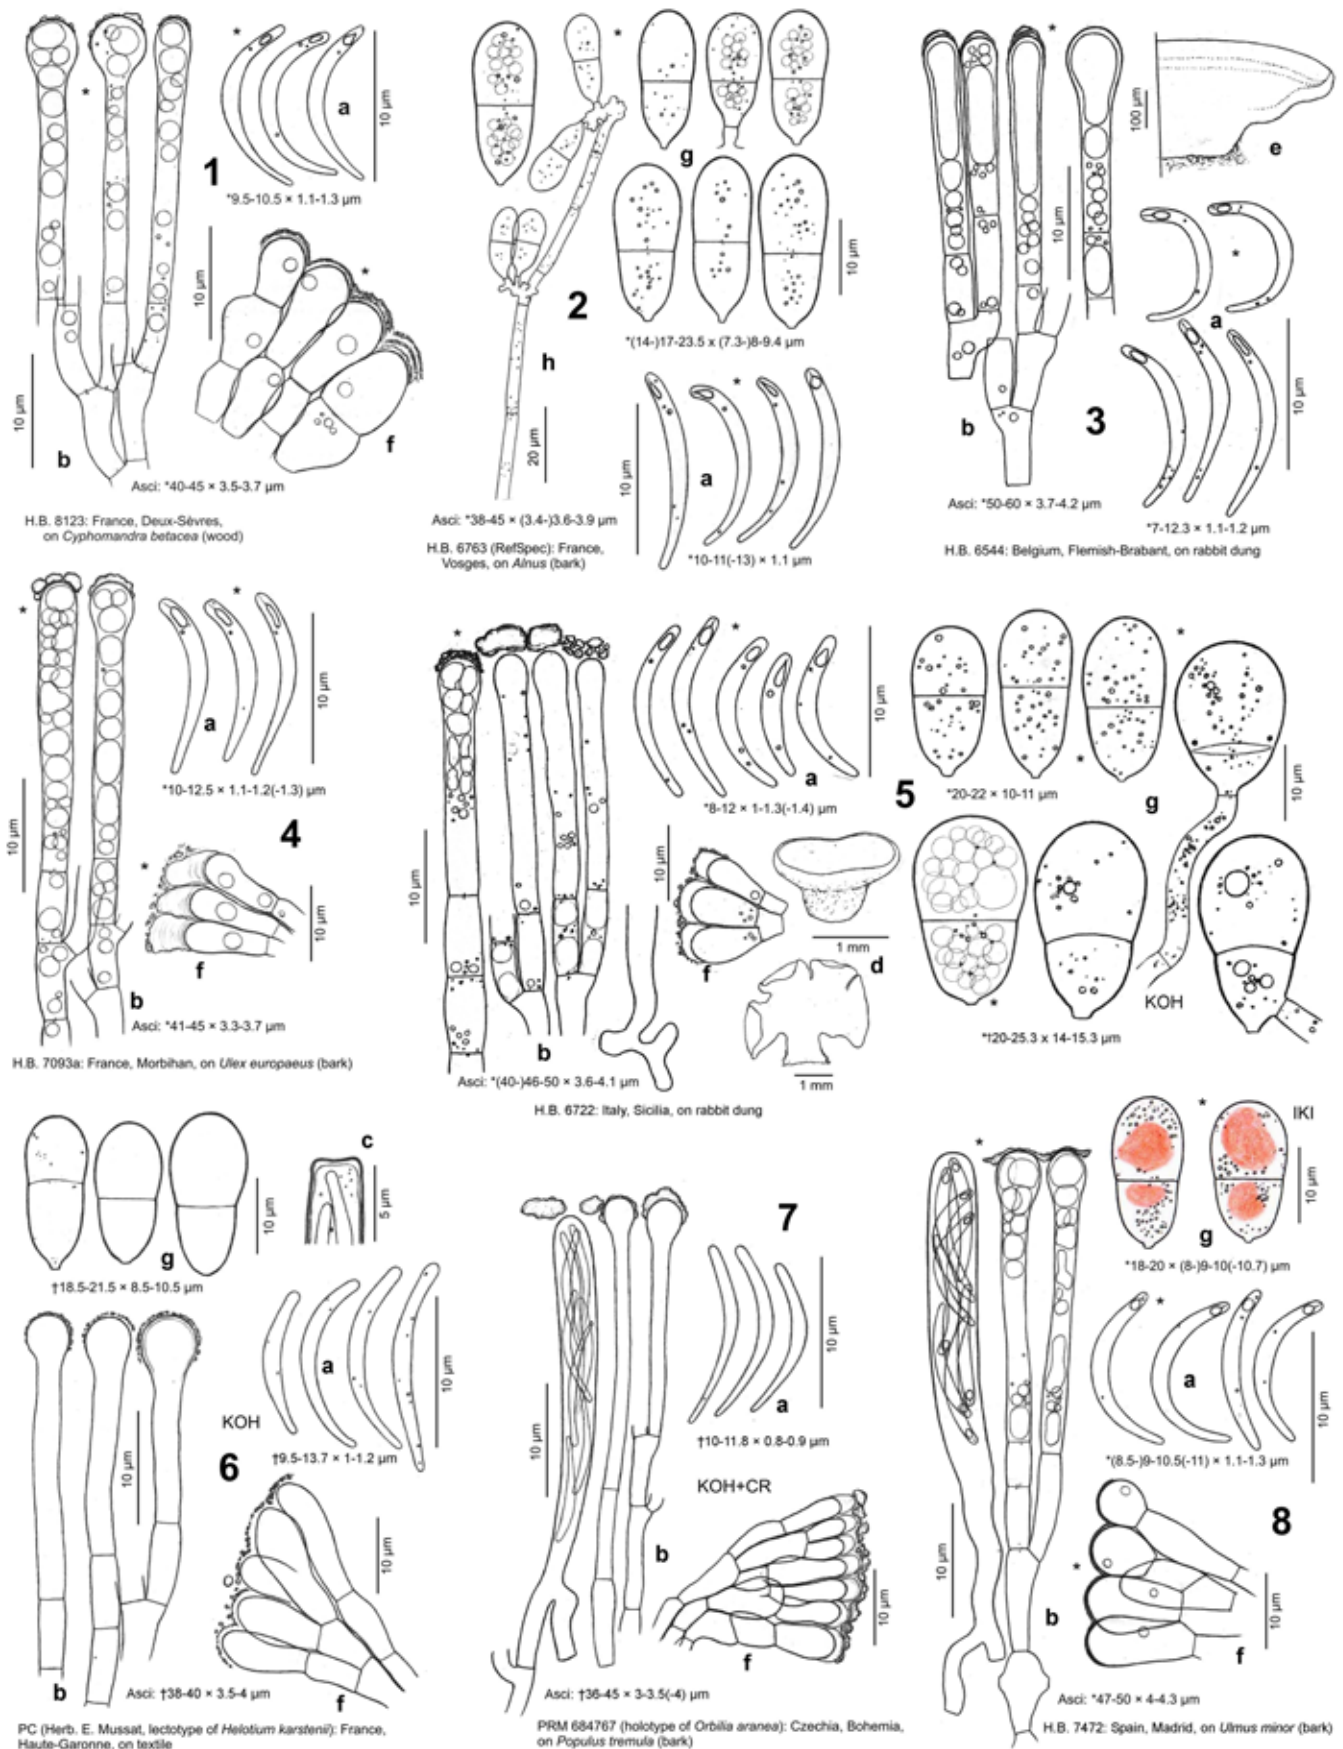 *
*
*
a
10 µm
1
*9.5-10.5 × 1.1-1.3 µm
10 µm
*
10 µm
b
f
Asci: *40-45 × 3.5-3.7 µm
H.B. 8123: France, Deux-Sèvres,
on Cyphomandra betacea (wood)
*
g
2
10 µm
*(14-)17-23.5 x (7.3-)8-9.4 µm
h
20 µm
*
10 µm
a
Asci: *38-45 × (3.4-)3.6-3.9 µm
*10-11(-13) × 1.1 µm
H.B. 6763 (RefSpec): France,
Vosges, on Alnus (bark)
*
100 µm
e
10 µm
*
a
b
3
10 µm
Asci: *50-60 × 3.7-4.2 µm
*7-12.3 × 1.1-1.2 µm
H.B. 6544: Belgium, Flemish-Brabant, on rabbit dung
*
*
a
10 µm
*10-12.5 × 1.1-1.2(-1.3) µm
10 µm
4
*
10 µm
f
b
Asci: *41-45 × 3.3-3.7 µm
H.B. 7093a: France, Morbihan, on Ulex europaeus (bark)
*
*
10 µm
a
*8-12 × 1-1.3(-1.4) µm
5
10 µm
10 µm
f
1 mm
d
1 mm
b
Asci: *(40-)46-50 × 3.6-4.1 µm
H.B. 6722: Italy, Sicilia, on rabbit dung
*
*
*20-22 × 10-11 µm
g
10 µm
*
KOH
*†20-25.3 x 14-15.3 µm
c
5 µm
10 µm
g
†18.5-21.5 × 8.5-10.5 µm
a
10 µm
KOH
†9.5-13.7 × 1-1.2 µm
6
10 µm
10 µm
b
f
Asci: †38-40 × 3.5-4 µm
PC (Herb. E. Mussat, lectotype of Helotium karstenii): France,
Haute-Garonne, on textile
7
10 µm
a
†10-11.8 × 0.8-0.9 µm
10 µm
KOH+CR
b
10 µm
f
Asci: †36-45 × 3-3.5(-4) µm
PRM 684767 (holotype of Orbilia aranea): Czechia, Bohemia,
on Populus tremula (bark)
*
*
IKI
10 µm
g
*18-20 × (8-)9-10(-10.7) µm
*
a
10 µm
*(8.5-)9-10.5(-11) × 1.1-1.3 µm
8
10 µm
*
10 µm
b
f
Asci: *47-50 × 4-4.3 µm
H.B. 7472: Spain, Madrid, on Ulmus minor (bark)